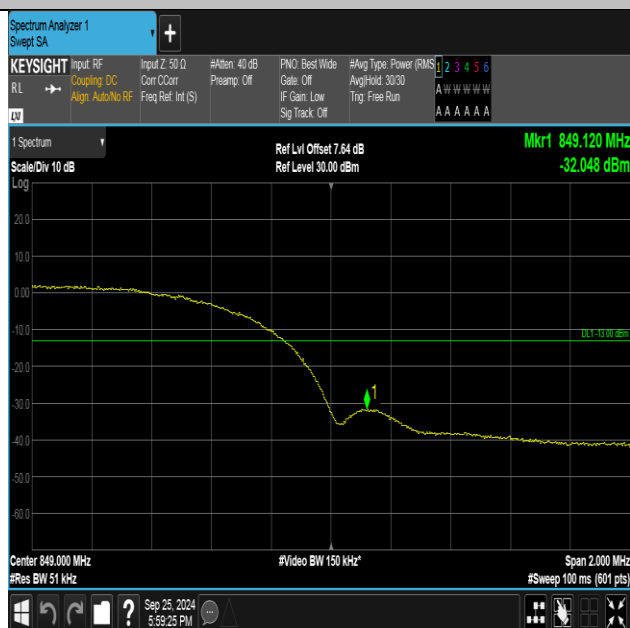 Spectrum Analyzer 1
Swept SA
+
KEYSIGHT
RL
LXI
Input: RF
Coupling: DC
Align: Auto/No RF
Input Z: 50 Ω
Corr CCorr
Freq Ref: Int (S)
#Atten: 40 dB
Preamp: Off
PNO: Best Wide
Gate: Off
IF Gain: Low
Sig Track: Off
#Avg Type: Power (RMS
Avg|Hold: 30/30
Trig: Free Run
1 2 3 4 5 6
A W W W W W
A A A A A A
1 Spectrum
Scale/Div 10 dB
Ref Lvl Offset 7.64 dB
Ref Level 30.00 dBm
Mkr1 849.120 MHz
-32.048 dBm
Log
20.0
10.0
0.00
-10.0
DL1 -13.00 dBm
-20.0
-30.0
1
-40.0
-50.0
-60.0
Center 849.000 MHz
#Video BW 150 kHz*
Span 2.000 MHz
#Res BW 51 kHz
#Sweep 100 ms (601 pts)
?
Sep 25, 2024
5:59:25 PM